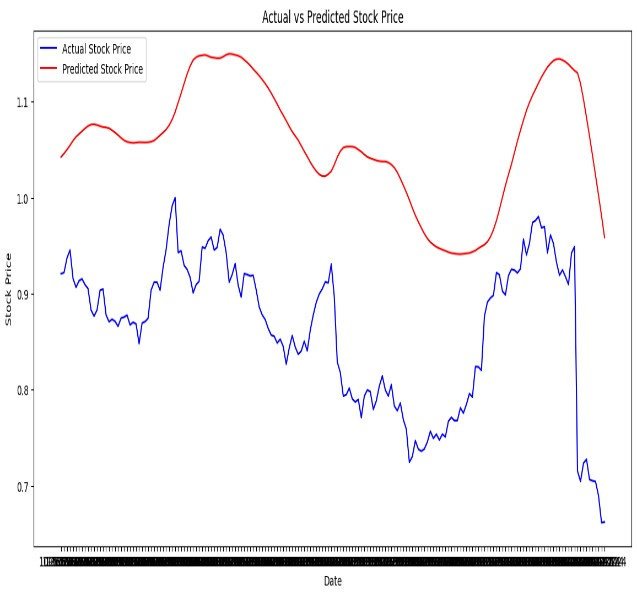 Actual vs Predicted Stock Price
Actual Stock Price
Predicted Stock Price
1.1
1.0
0.9
0.8
0.7
Stock Price
Date